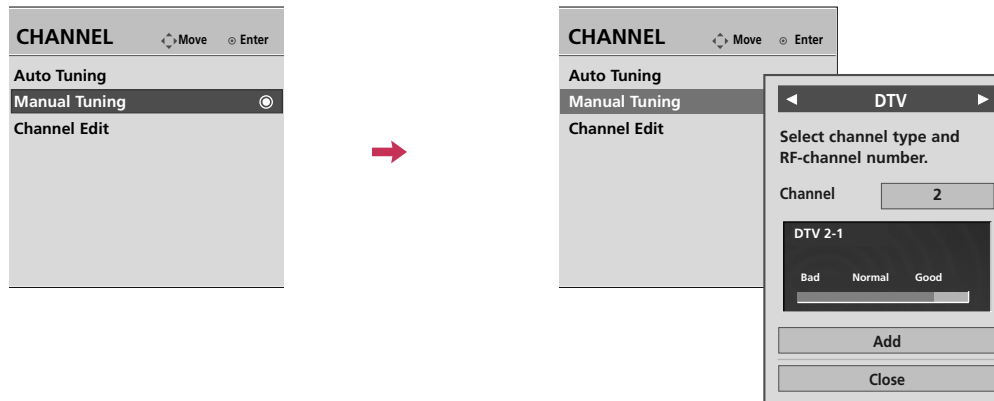 CHANNEL Move Enter
Auto Tuning
Manual Tuning
Channel Edit
CHANNEL Move Enter
Auto Tuning
Manual Tuning
Channel Edit
DTV
Select channel type and
RF-channel number.
Channel 2
DTV 2-1
Bad Normal Good
Add
Close